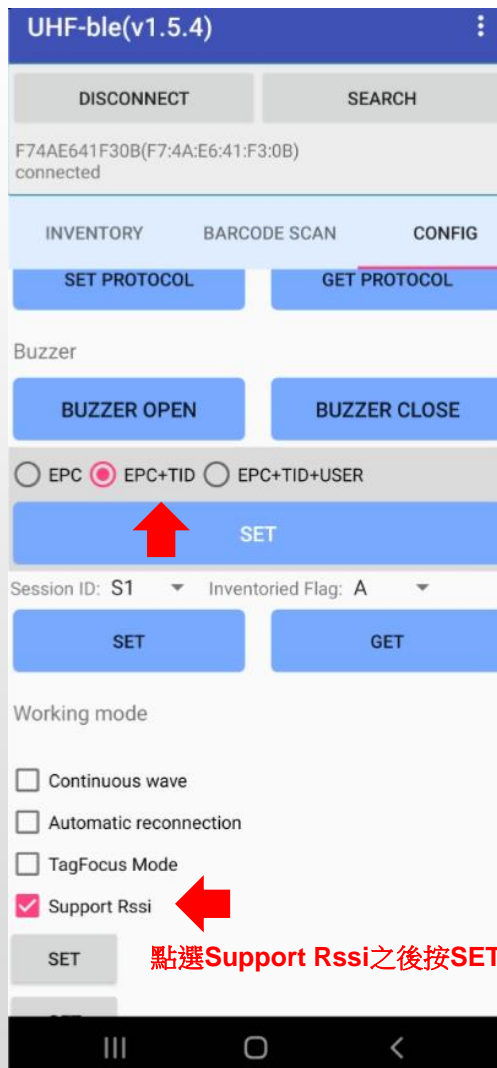 UHF-ble(v1.5.4)
DISCONNECT SEARCH
F74AE641F30B(F7:4A:E6:41:F3:0B)
connected
INVENTORY BARCODE SCAN CONFIG
SET PROTOCOL GET PROTOCOL
Buzzer
BUZZER OPEN BUZZER CLOSE
EPC EPC+TID EPC+TID+USER
SET
Session ID: S1 Inventoried Flag: A
SET GET
Working mode
Continuous wave
Automatic reconnection
TagFocus Mode
Support Rssi
SET 點選Support Rssi之後按SET